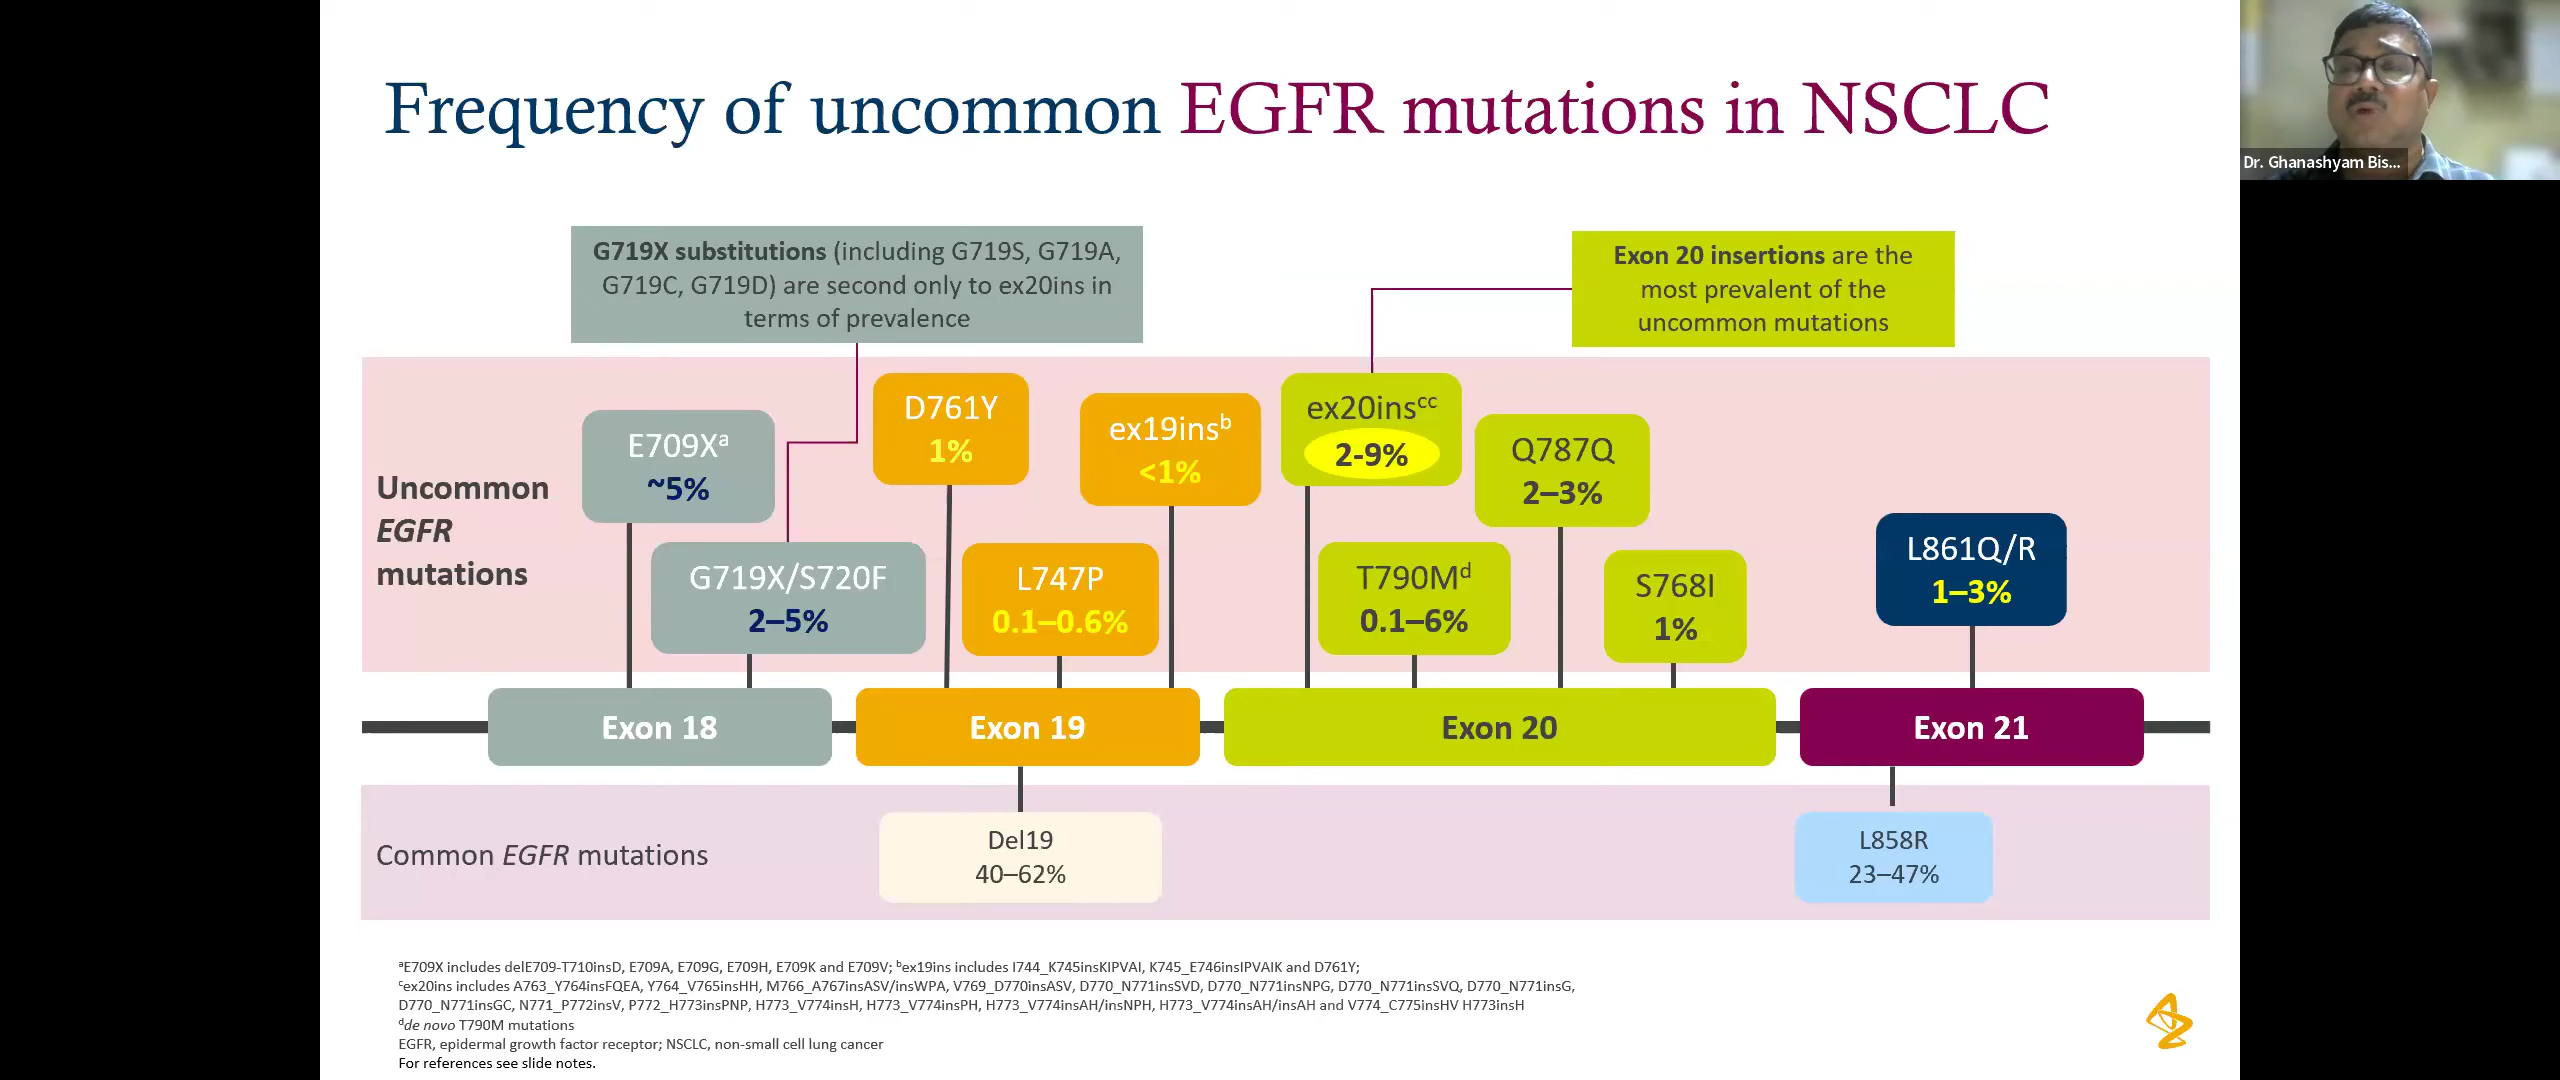 Frequency of uncommon EGFR mutations in NSCLC
Dr. Ghanashyam Bis...
G719X substitutions (including G719S, G719A,
G719C, G719D) are second only to ex20ins in
terms of prevalence
Exon 20 insertions are the
most prevalent of the
uncommon mutations
Uncommon
EGFR
mutations
E709Xᵃ
~5%
G719X/S720F
2–5%
D761Y
1%
L747P
0.1–0.6%
ex19insᵇ
<1%
ex20insᶜᶜ
2-9%
T790Mᵈ
0.1–6%
Q787Q
2–3%
S768I
1%
L861Q/R
1–3%
Exon 18
Exon 19
Exon 20
Exon 21
Common EGFR mutations
Del19
40–62%
L858R
23–47%
ᵃE709X includes delE709-T710insD, E709A, E709G, E709H, E709K and E709V; ᵇex19ins includes I744_K745insKIPVAI, K745_E746insIPVAIK and D761Y;
ᶜex20ins includes A763_Y764insFQEA, Y764_V765insHH, M766_A767insASV/insWPA, V769_D770insASV, D770_N771insSVD, D770_N771insNPG, D770_N771insSVQ, D770_N771insG,
D770_N771insGC, N771_P772insV, P772_H773insPNP, H773_V774insH, H773_V774insPH, H773_V774insAH/insNPH, H773_V774insAH/insAH and V774_C775insHV H773insH
ᵈde novo T790M mutations
EGFR, epidermal growth factor receptor; NSCLC, non-small cell lung cancer
For references see slide notes.